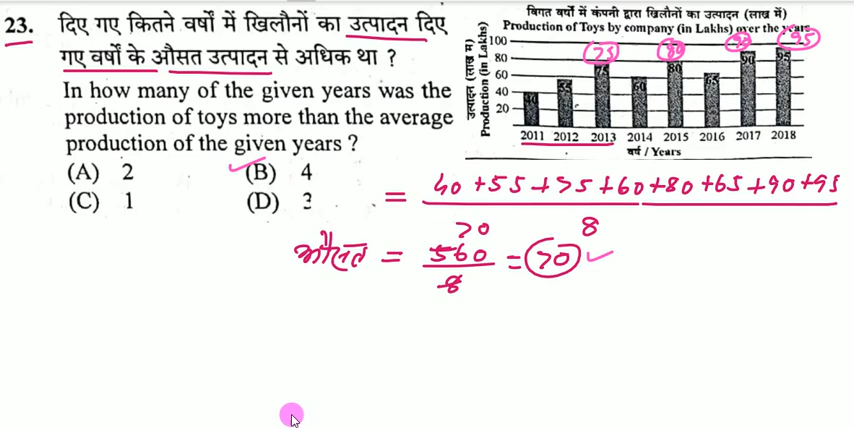 23. दिए गए कितने वर्षों में खिलौनों का उत्पादन दिए
गए वर्षों के औसत उत्पादन से अधिक था ?
In how many of the given years was the
production of toys more than the average
production of the given years ?
(A) 2 (B) 4
(C) 1 (D) 3
विगत वर्षों में कंपनी द्वारा खिलौनों का उत्पादन (लाख में)
Production of Toys by company (in Lakhs) over the years
उत्पादन (लाख में)
Production (in Lakhs)
100
80
60
40
20
40 55 75 60 80 65 90 95
75 80 90 95
2011 2012 2013 2014 2015 2016 2017 2018
वर्ष / Years
= 40 + 55 + 75 + 60 + 80 + 65 + 90 + 95
8
70
औसत = 560 = 70
8